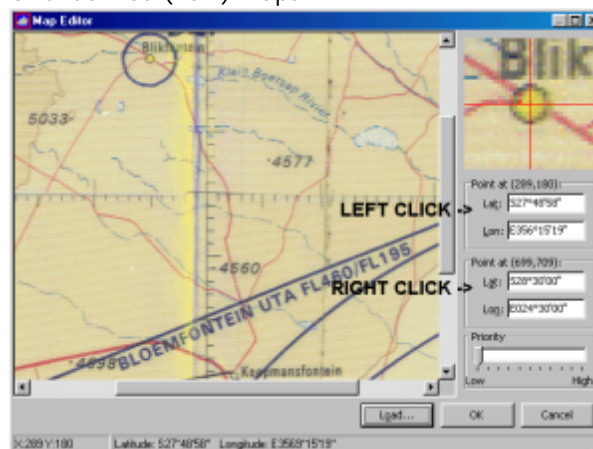 Map Editor
Blikfontein
Klein Boetsap Rivier
5033
4577
4560
BLOEMFONTEIN UTA FL460/FL195
4695
Koopmansfontein
Blik
Point at (289,180):
LEFT CLICK ->
Lat: S27°48'58"
Lon: E356°15'19"
Point at (699,709):
RIGHT CLICK ->
Lat: S28°30'00"
Lon: E024°30'00"
Priority
Low High
Load... OK Cancel
X:289 Y:180 Latitude: S27°48'58" Longitude: E3569°15'19"